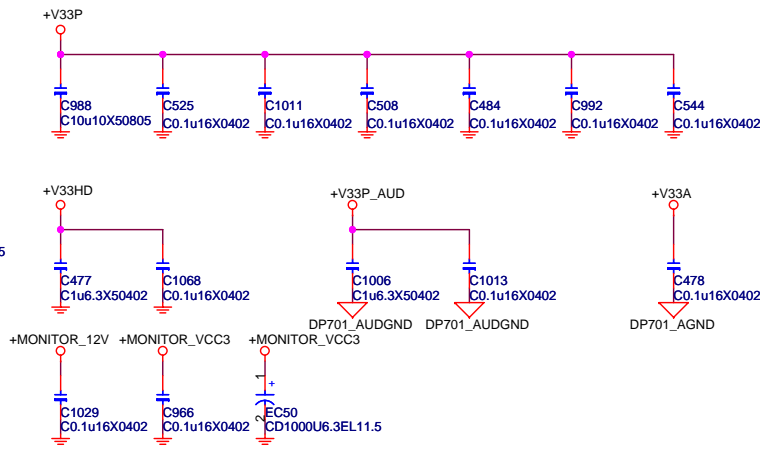 +V33P
C988 C525 C1011 C508 C484 C992 C544
C10u10X50805 C0.1u16X0402 C0.1u16X0402 C0.1u16X0402 C0.1u16X0402 C0.1u16X0402 C0.1u16X0402
+V33HD +V33P_AUD +V33A
5
C477 C1068 C1006 C1013 C478
C1u6.3X50402 C0.1u16X0402 C1u6.3X50402 C0.1u16X0402 C0.1u16X0402
DP701_AUDGND DP701_AUDGND DP701_AGND
+MONITOR_12V +MONITOR_VCC3 +MONITOR_VCC3
1
+
2
C1029 C966 EC50
C0.1u16X0402 C0.1u16X0402 CD1000U6.3EL11.5